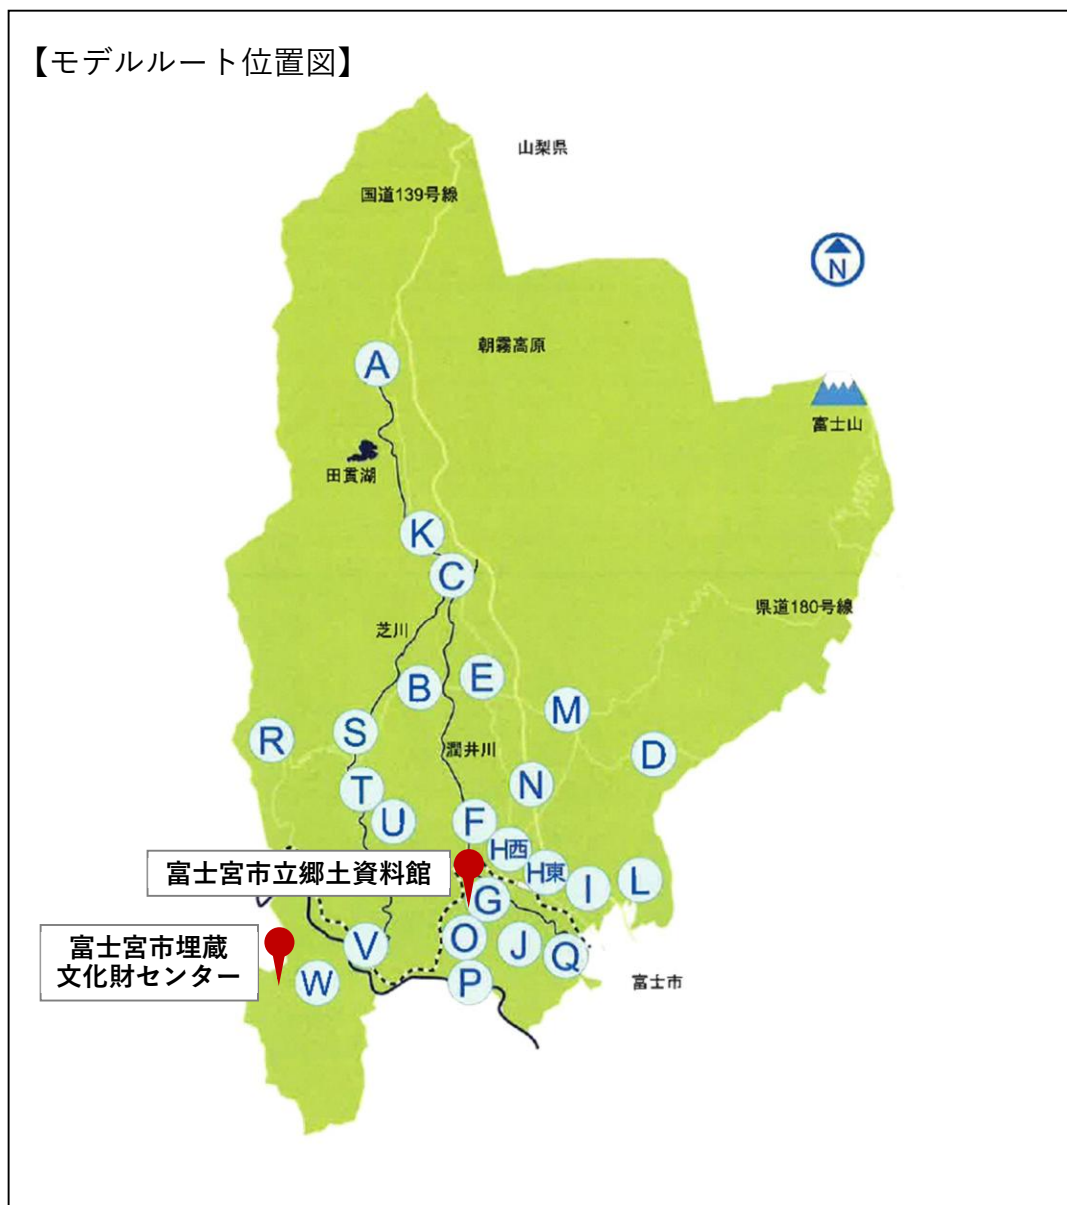 【モデルルート位置図】
山梨県
国道139号線
N
朝霧高原
A
富士山
田貫湖
K
C
県道180号線
芝川
B
E
M
R
S
潤井川
D
T
N
U
F
H西
富士宮市立郷土資料館
H東
I
L
G
富士宮市埋蔵
文化財センター
V
O
J
Q
W
P
富士市